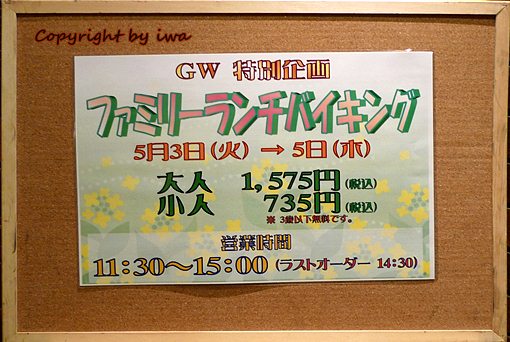 Copyright by iwa
GW 特別企画
ファミリーランチバイキング
5月3日(火) → 5日(木)
大人 1,575円(税込)
小人 735円(税込)
※ 3歳以下無料です。
営業時間
11:30～15:00 (ラストオーダー 14:30)